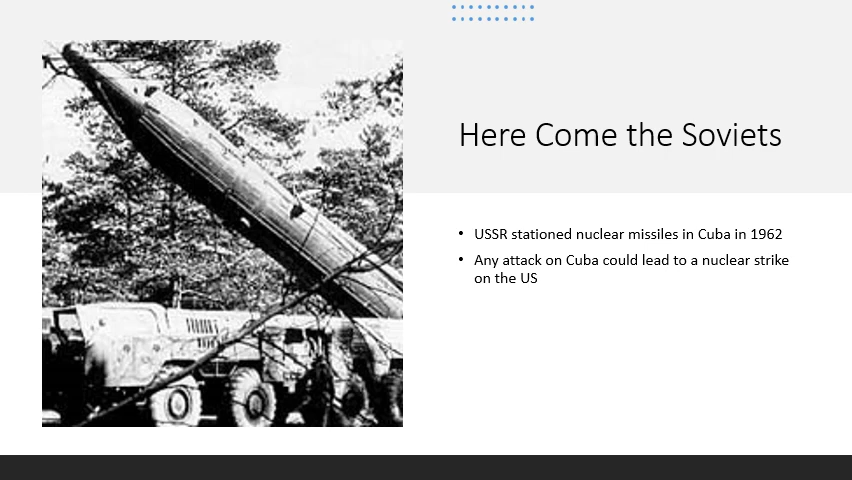 Here Come the Soviets
• USSR stationed nuclear missiles in Cuba in 1962
• Any attack on Cuba could lead to a nuclear strike
on the US